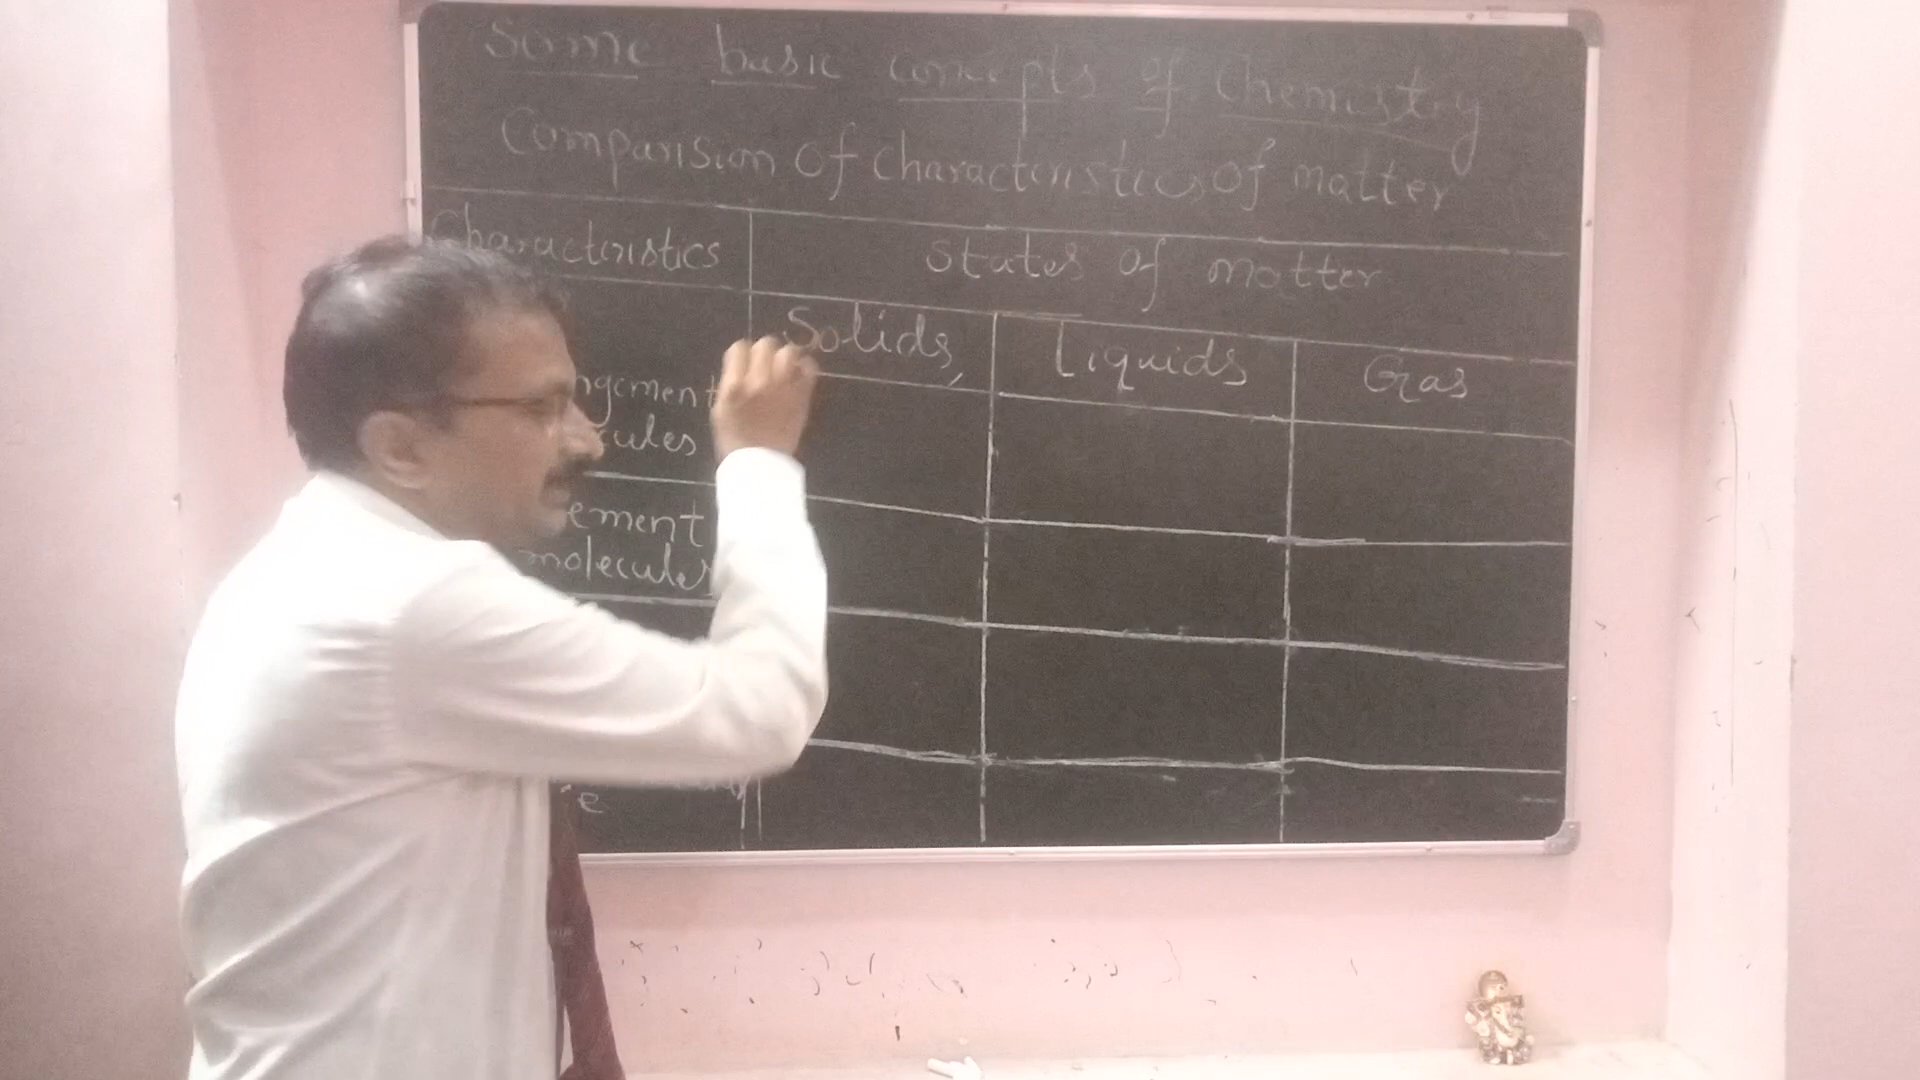 Some basic concepts of Chemistry
Comparision of characteristics of matter
Characteristics
States of matter
Solids, Liquids Gas
ngement
cules
ement
molecules
e